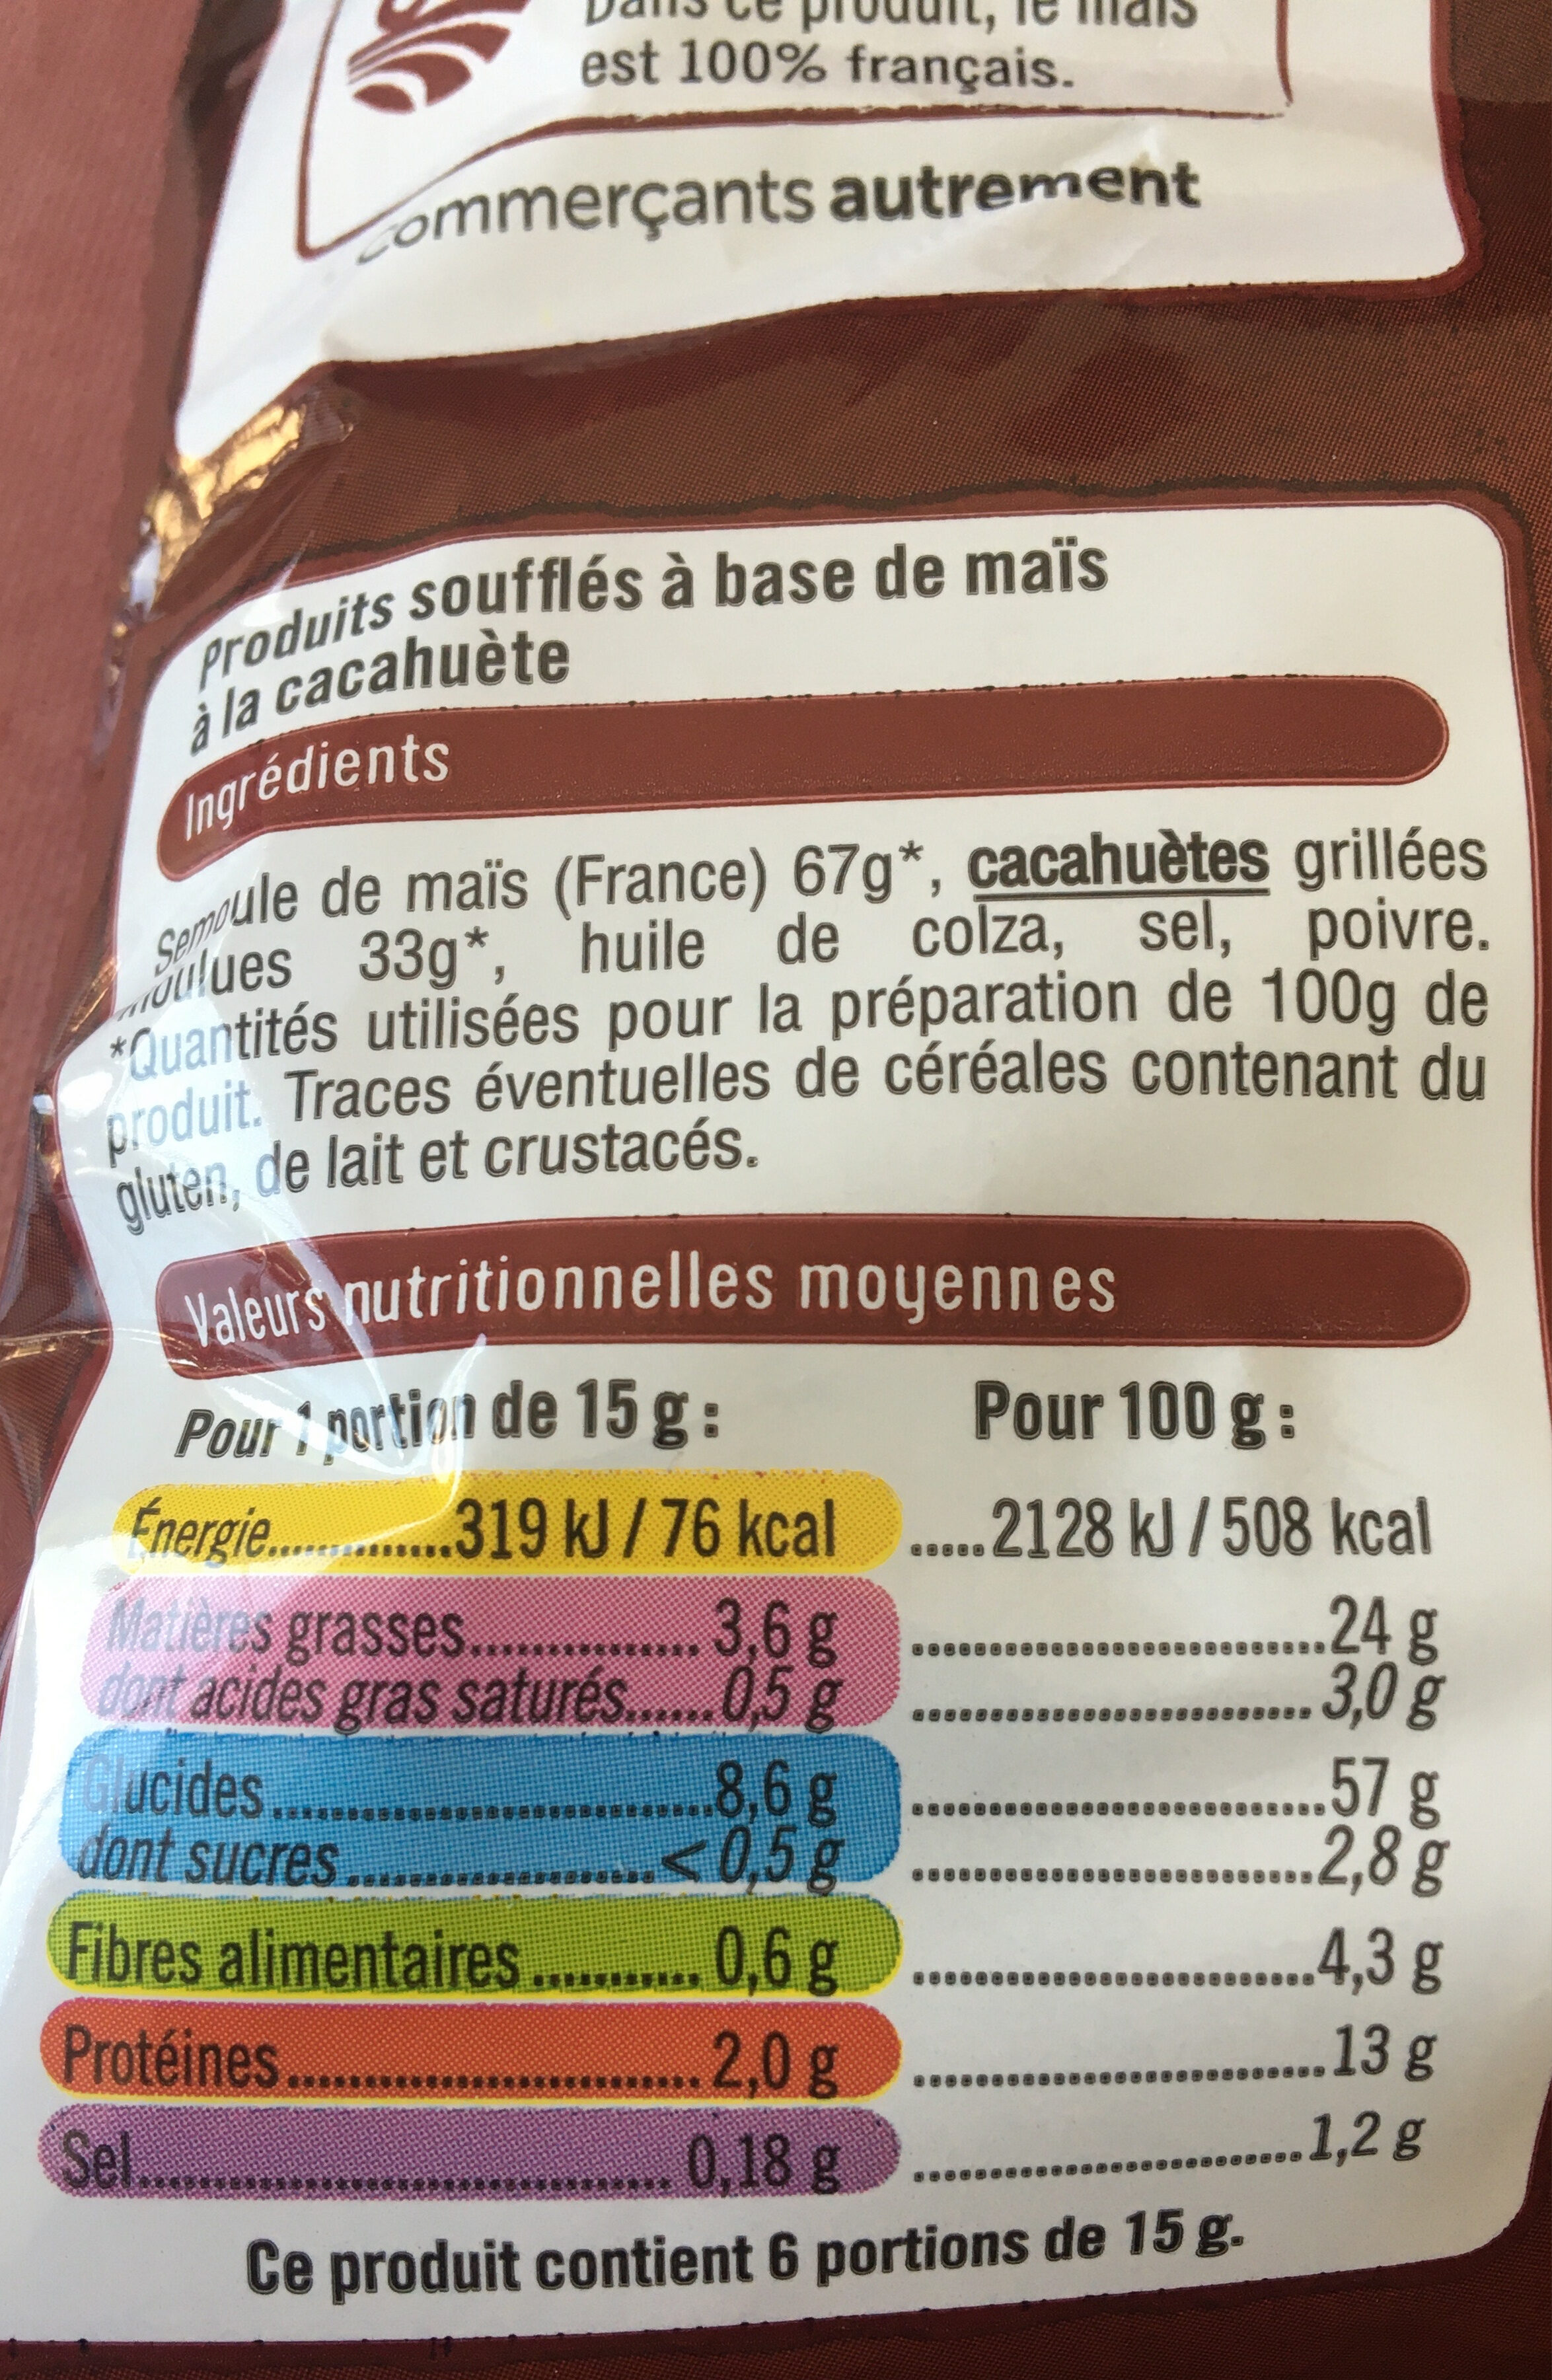 Dans ce produit, le maïs
est 100% français.
commerçants autrement
Produits soufflés à base de maïs
à la cacahuète
Ingrédients
Semoule de maïs (France) 67g*, cacahuètes grillées
moulues 33g*, huile de colza, sel, poivre.
*Quantités utilisées pour la préparation de 100g de
produit. Traces éventuelles de céréales contenant du
gluten, de lait et crustacés.
Valeurs nutritionnelles moyennes
Pour 1 portion de 15 g : Pour 100 g :
Énergie..............319 kJ / 76 kcal ......2128 kJ / 508 kcal
Matières grasses................ 3,6 g ..............................24 g
dont acides gras saturés.......0,5 g ............................. 3,0 g
Glucides..................................8,6 g ..............................57 g
dont sucres........................< 0,5 g .............................2,8 g
Fibres alimentaires ............ 0,6 g .............................4,3 g
Protéines............................... 2,0 g ..............................13 g
Sel........................................ 0,18 g ............................1,2 g
Ce produit contient 6 portions de 15 g.